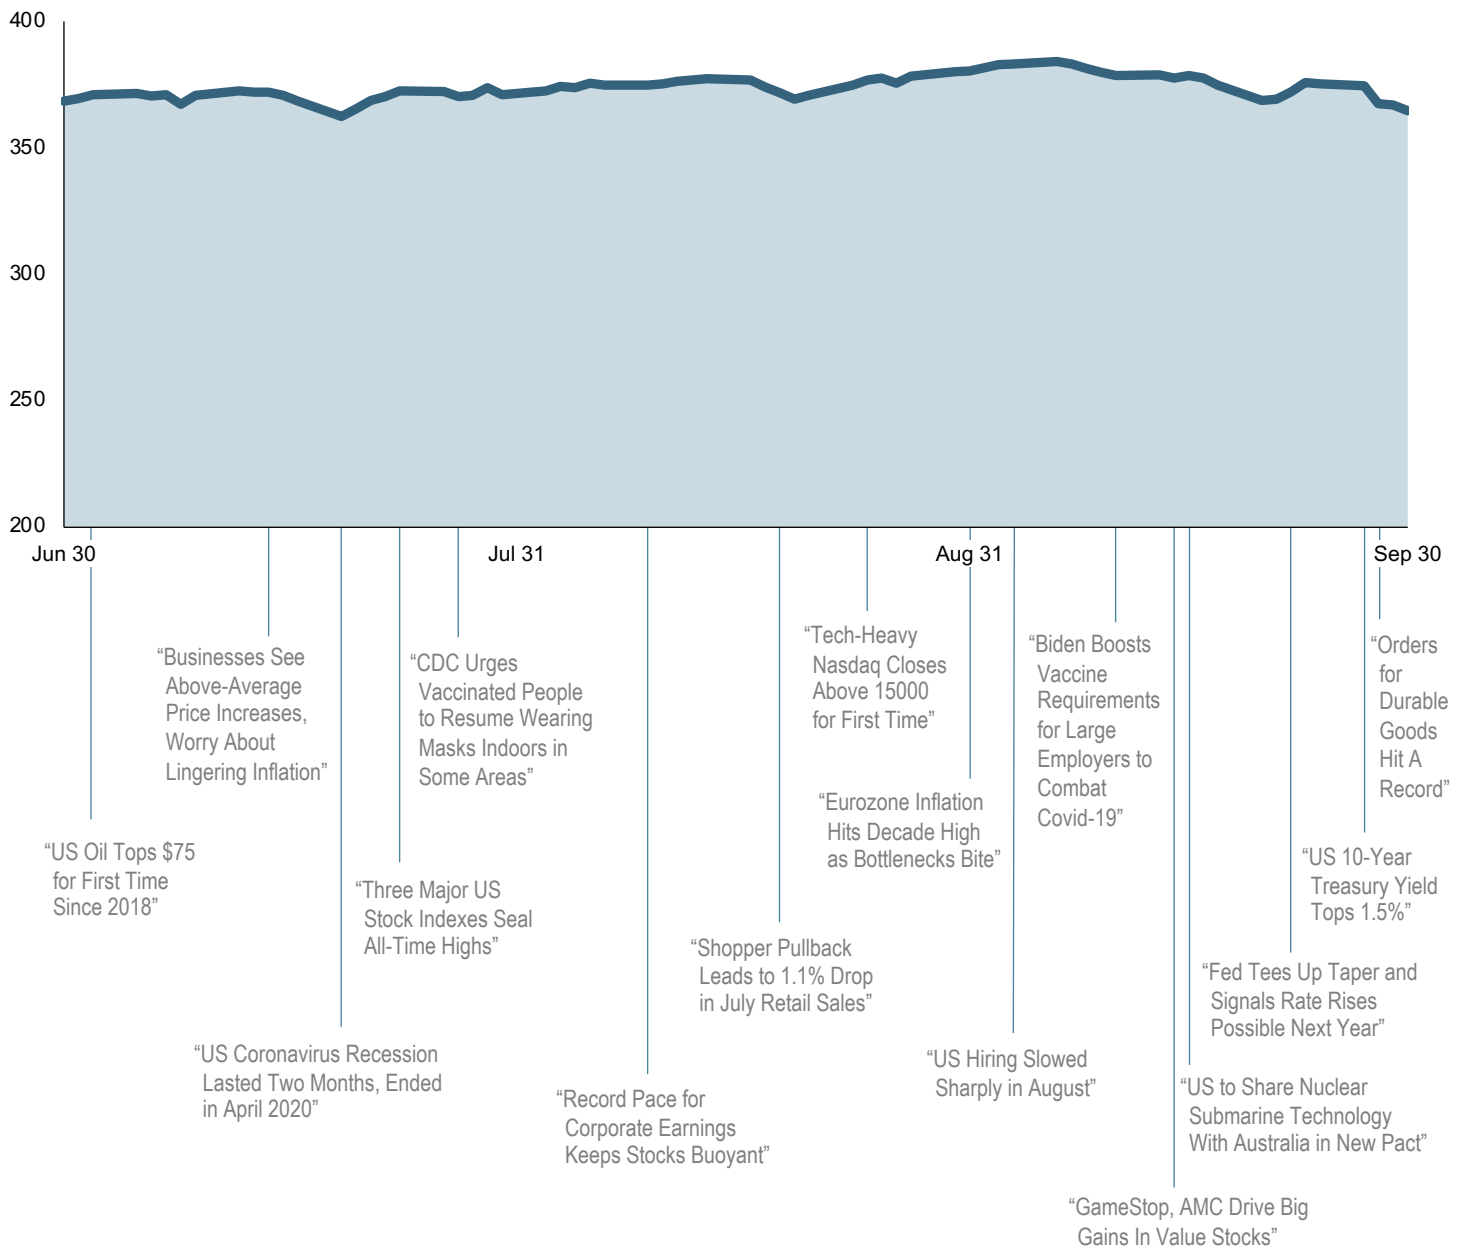 400
350
300
250
200
Jun 30
Jul 31
Aug 31
Sep 30
“US Oil Tops $75
for First Time
Since 2018”
“Businesses See
Above-Average
Price Increases,
Worry About
Lingering Inflation”
“US Coronavirus Recession
Lasted Two Months, Ended
in April 2020”
“Three Major US
Stock Indexes Seal
All-Time Highs”
“CDC Urges
Vaccinated People
to Resume Wearing
Masks Indoors in
Some Areas”
“Record Pace for
Corporate Earnings
Keeps Stocks Buoyant”
“Shopper Pullback
Leads to 1.1% Drop
in July Retail Sales”
“Tech-Heavy
Nasdaq Closes
Above 15000
for First Time”
“Eurozone Inflation
Hits Decade High
as Bottlenecks Bite”
“US Hiring Slowed
Sharply in August”
“Biden Boosts
Vaccine
Requirements
for Large
Employers to
Combat
Covid-19”
“GameStop, AMC Drive Big
Gains In Value Stocks”
“US to Share Nuclear
Submarine Technology
With Australia in New Pact”
“Fed Tees Up Taper and
Signals Rate Rises
Possible Next Year”
“US 10-Year
Treasury Yield
Tops 1.5%”
“Orders
for
Durable
Goods
Hit A
Record”